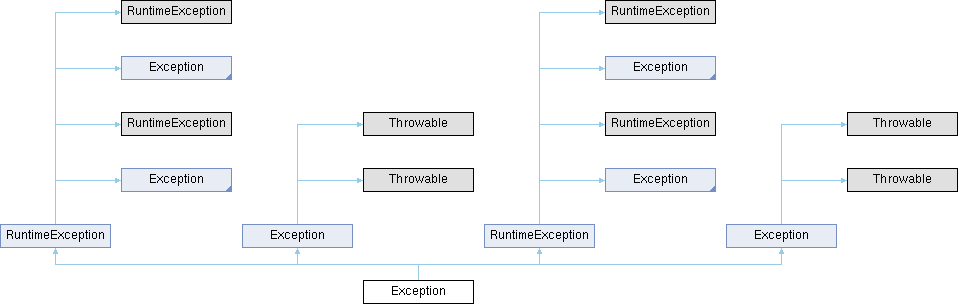 RuntimeException RuntimeException
Exception Exception
RuntimeException Throwable RuntimeException Throwable
Exception Throwable Exception Throwable
RuntimeException Exception RuntimeException Exception
Exception